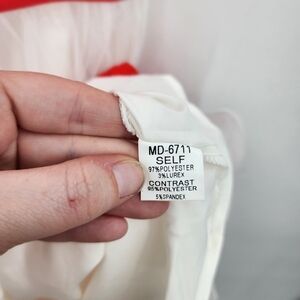 MD-6711
SELF
97%POLYESTER
3%LUREX
CONTRAST
95%POLYESTER
5%SPANDEX